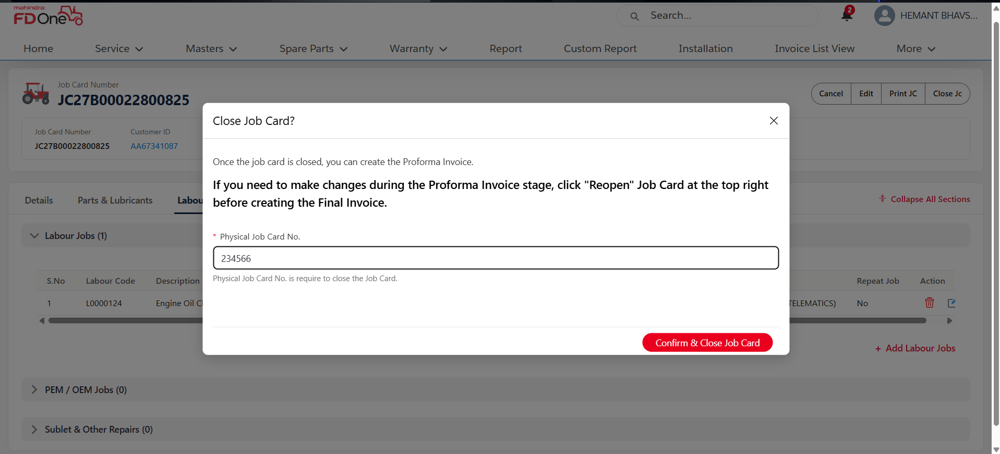 mahindra
FD One
Search...
2
HEMANT BHAVS...
Home
Service
Masters
Spare Parts
Warranty
Report
Custom Report
Installation
Invoice List View
More
Job Card Number
JC27B00022800825
Cancel
Edit
Print JC
Close Jc
Job Card Number
Customer ID
JC27B00022800825
AA67341087
Close Job Card?
Once the job card is closed, you can create the Proforma Invoice.
If you need to make changes during the Proforma Invoice stage, click "Reopen" Job Card at the top right
before creating the Final Invoice.
* Physical Job Card No.
234566
Physical Job Card No. is require to close the Job Card.
Confirm & Close Job Card
Details
Parts & Lubricants
Labou
Collapse All Sections
Labour Jobs (1)
S.No
Labour Code
Description
Repeat Job
Action
1
L0000124
Engine Oil C
TELEMATICS)
No
+ Add Labour Jobs
PEM / OEM Jobs (0)
Sublet & Other Repairs (0)